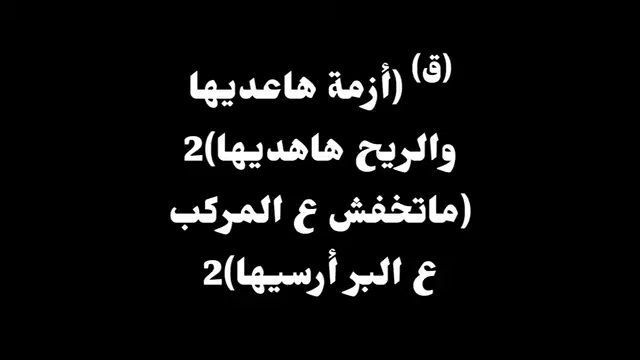 (ق) (أزمة هاعديها
والريح هاهديها)2
(ماتخفش ع المركب
ع البر أرسيها)2